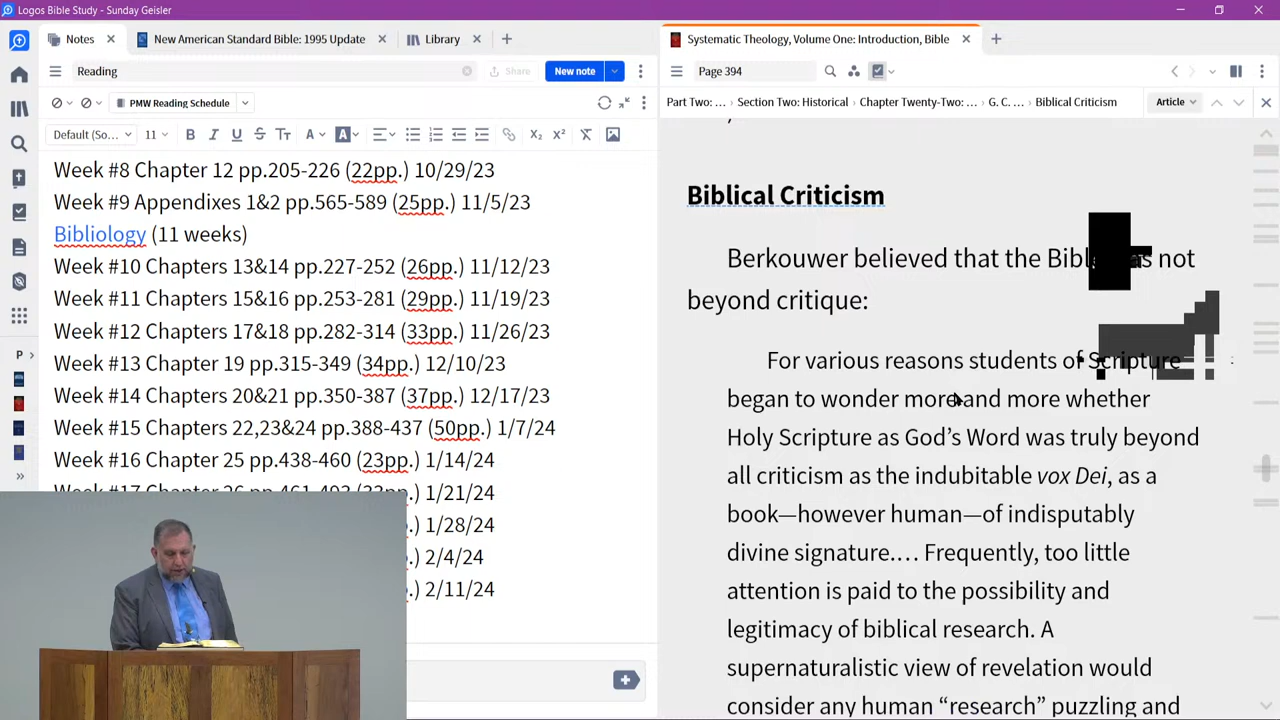 Logos Bible Study - Sunday Geisler
Notes
New American Standard Bible: 1995 Update
Library
Systematic Theology, Volume One: Introduction, Bible
Reading
Share
New note
Page 394
PMW Reading Schedule
Part Two: … > Section Two: Historical > Chapter Twenty-Two: … > G. C. … > Biblical Criticism
Article
Default (So...
11
B I U S Tт A A X₂ X²
Week #8 Chapter 12 pp.205-226 (22pp.) 10/29/23
Week #9 Appendixes 1&2 pp.565-589 (25pp.) 11/5/23
Bibliology (11 weeks)
Week #10 Chapters 13&14 pp.227-252 (26pp.) 11/12/23
Week #11 Chapters 15&16 pp.253-281 (29pp.) 11/19/23
Week #12 Chapters 17&18 pp.282-314 (33pp.) 11/26/23
Week #13 Chapter 19 pp.315-349 (34pp.) 12/10/23
Week #14 Chapters 20&21 pp.350-387 (37pp.) 12/17/23
Week #15 Chapters 22,23&24 pp.388-437 (50pp.) 1/7/24
Week #16 Chapter 25 pp.438-460 (23pp.) 1/14/24
Week #17 Chapter 26 pp.461-493 (33pp.) 1/21/24
.) 1/28/24
.) 2/4/24
.) 2/11/24
P
Biblical Criticism
Berkouwer believed that the Bible was not
beyond critique:
For various reasons students of Scripture
began to wonder more and more whether
Holy Scripture as God’s Word was truly beyond
all criticism as the indubitable vox Dei, as a
book—however human—of indisputably
divine signature.… Frequently, too little
attention is paid to the possibility and
legitimacy of biblical research. A
supernaturalistic view of revelation would
consider any human “research” puzzling and